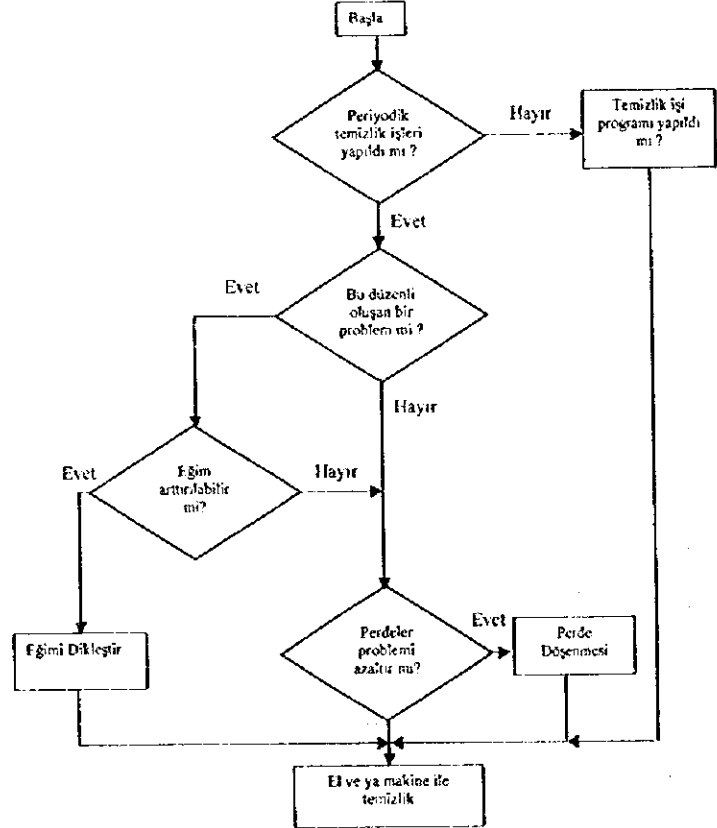 Başla
Periyodik
temizlik işleri
yapıldı mı ?
Hayır
Temizlik işi
programı yapıldı
mı ?
Evet
Bu düzenli
oluşan bir
problem mi ?
Evet
Hayır
Eğim
arttırılabilir
mi?
Evet
Hayır
Eğimi Dikleştir
Perdeler
problemi
azaltır mı?
Evet
Perde
Döşenmesi
El ve ya makine ile
temizlik